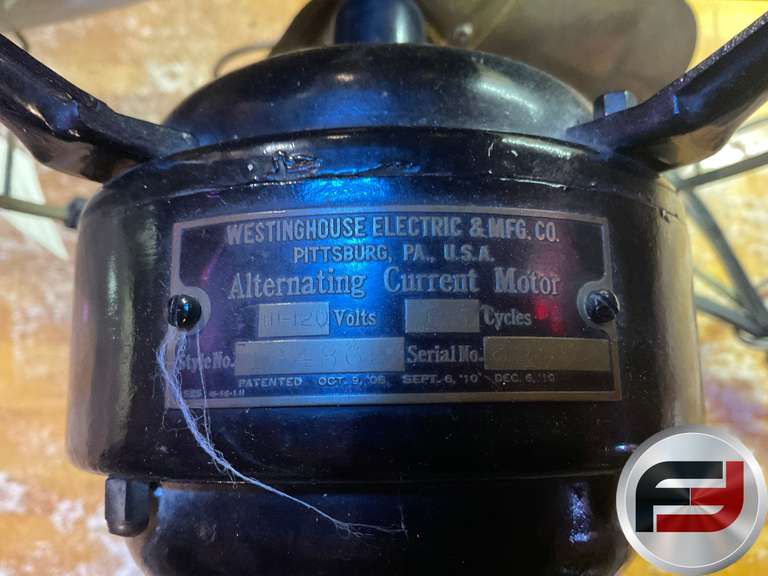 WESTINGHOUSE ELECTRIC & MFG. CO.
PITTSBURG, PA., U.S.A.
Alternating Current Motor
Volts Cycles
Style No. Serial No.
PATENTED OCT. 9, '06, SEPT. 6, '10 DEC. 6, '10